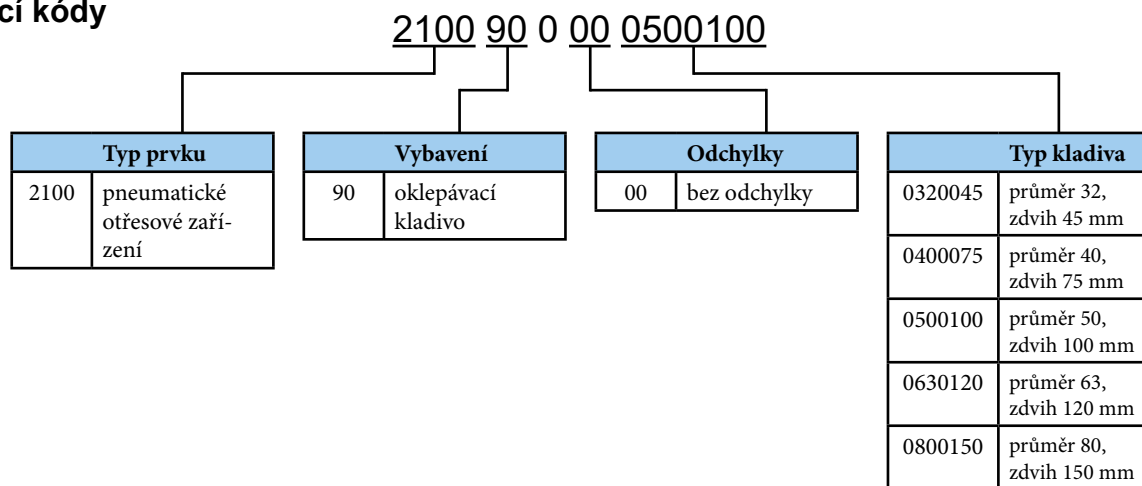 cí kódy
2100 90 0 00 0500100
Typ prvku
2100 pneumatické
otřesové zaří-
zení
Vybavení
90 oklepávací
kladivo
Odchylky
00 bez odchylky
Typ kladiva
0320045 průměr 32,
zdvih 45 mm
0400075 průměr 40,
zdvih 75 mm
0500100 průměr 50,
zdvih 100 mm
0630120 průměr 63,
zdvih 120 mm
0800150 průměr 80,
zdvih 150 mm